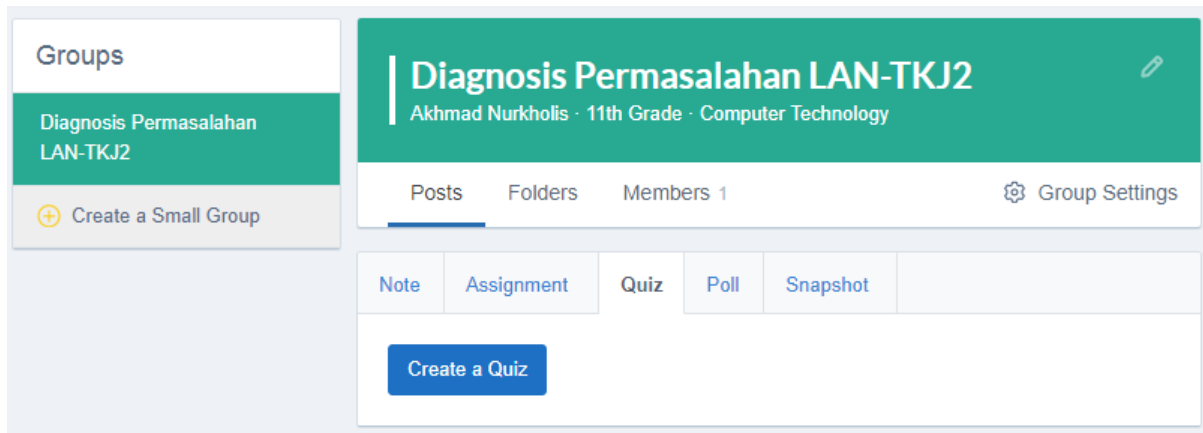 Groups
Diagnosis Permasalahan
LAN-TKJ2
Create a Small Group
Diagnosis Permasalahan LAN-TKJ2
Akhmad Nurkholis · 11th Grade · Computer Technology
Posts Folders Members 1 Group Settings
Note Assignment Quiz Poll Snapshot
Create a Quiz